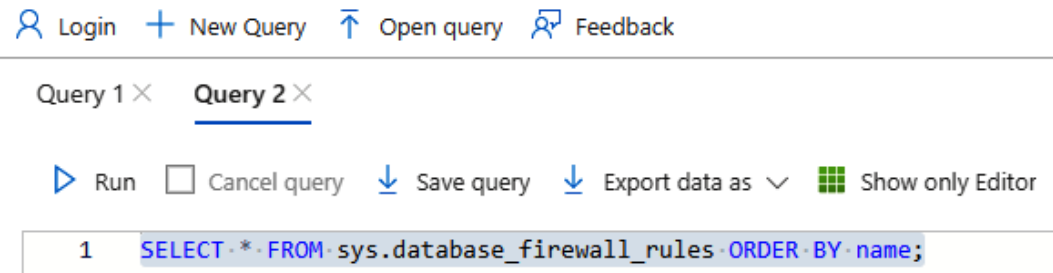 Login New Query Open query Feedback
Query 1 Query 2
Run Cancel query Save query Export data as Show only Editor
1 SELECT * FROM sys.database_firewall_rules ORDER BY name;